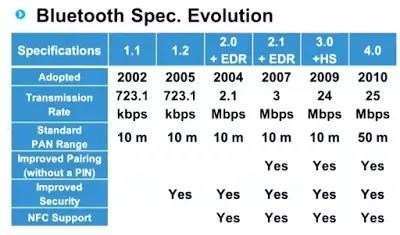 Bluetooth Spec. Evolution
Specifications 1.1 1.2 2.0 + EDR 2.1 + EDR 3.0 +HS 4.0
Adopted 2002 2005 2004 2007 2009 2010
Transmission Rate 723.1 kbps 723.1 kbps 2.1 Mbps 3 Mbps 24 Mbps 25 Mbps
Standard PAN Range 10 m 10 m 10 m 10 m 10 m 50 m
Improved Pairing (without a PIN) Yes Yes Yes
Improved Security Yes Yes Yes Yes Yes
NFC Support Yes Yes Yes Yes